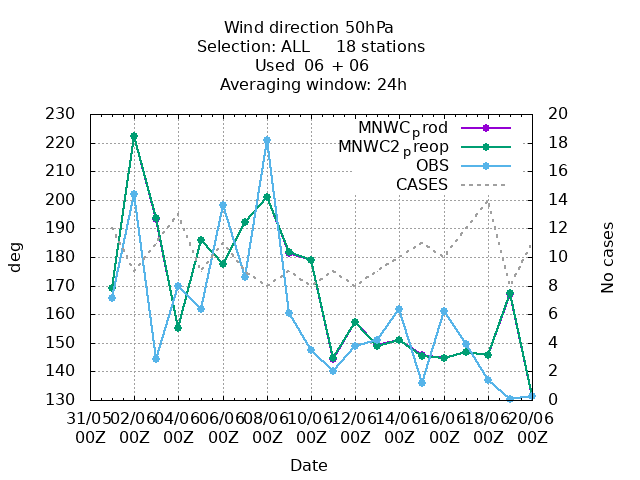 Wind direction 50hPa
Selection: ALL 18 stations
Used 06 + 06
Averaging window: 24h
230 20
220 18
210 16
200 14
190 12
180 10
170 8
160 6
150 4
140 2
130 0
MNWCprod
MNWC2preop
OBS
CASES
deg
No cases
31/05 02/06 04/06 06/06 08/06 10/06 12/06 14/06 16/06 18/06 20/06
00Z 00Z 00Z 00Z 00Z 00Z 00Z 00Z 00Z 00Z 00Z
Date